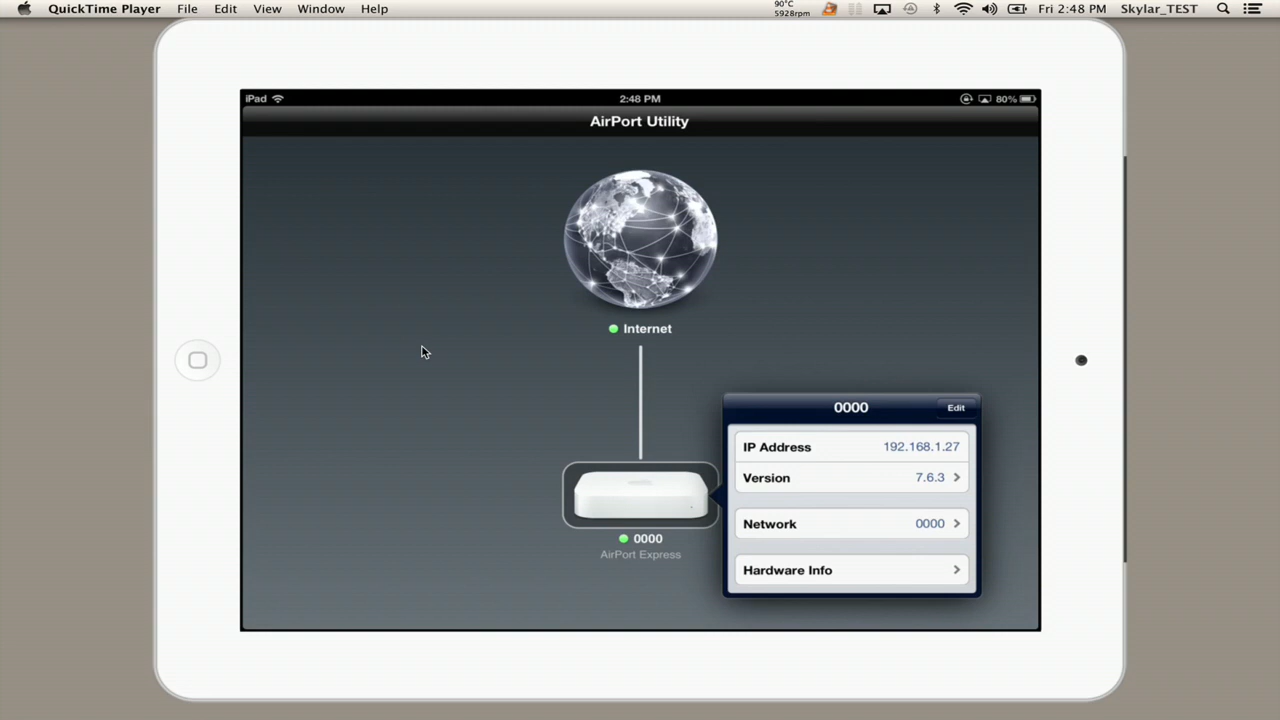 QuickTime Player File Edit View Window Help 90°C 5928rpm Fri 2:48 PM Skylar_TEST
iPad 2:48 PM 80%
AirPort Utility
Internet
0000 Edit
IP Address 192.168.1.27
Version 7.6.3
Network 0000
Hardware Info
0000
AirPort Express